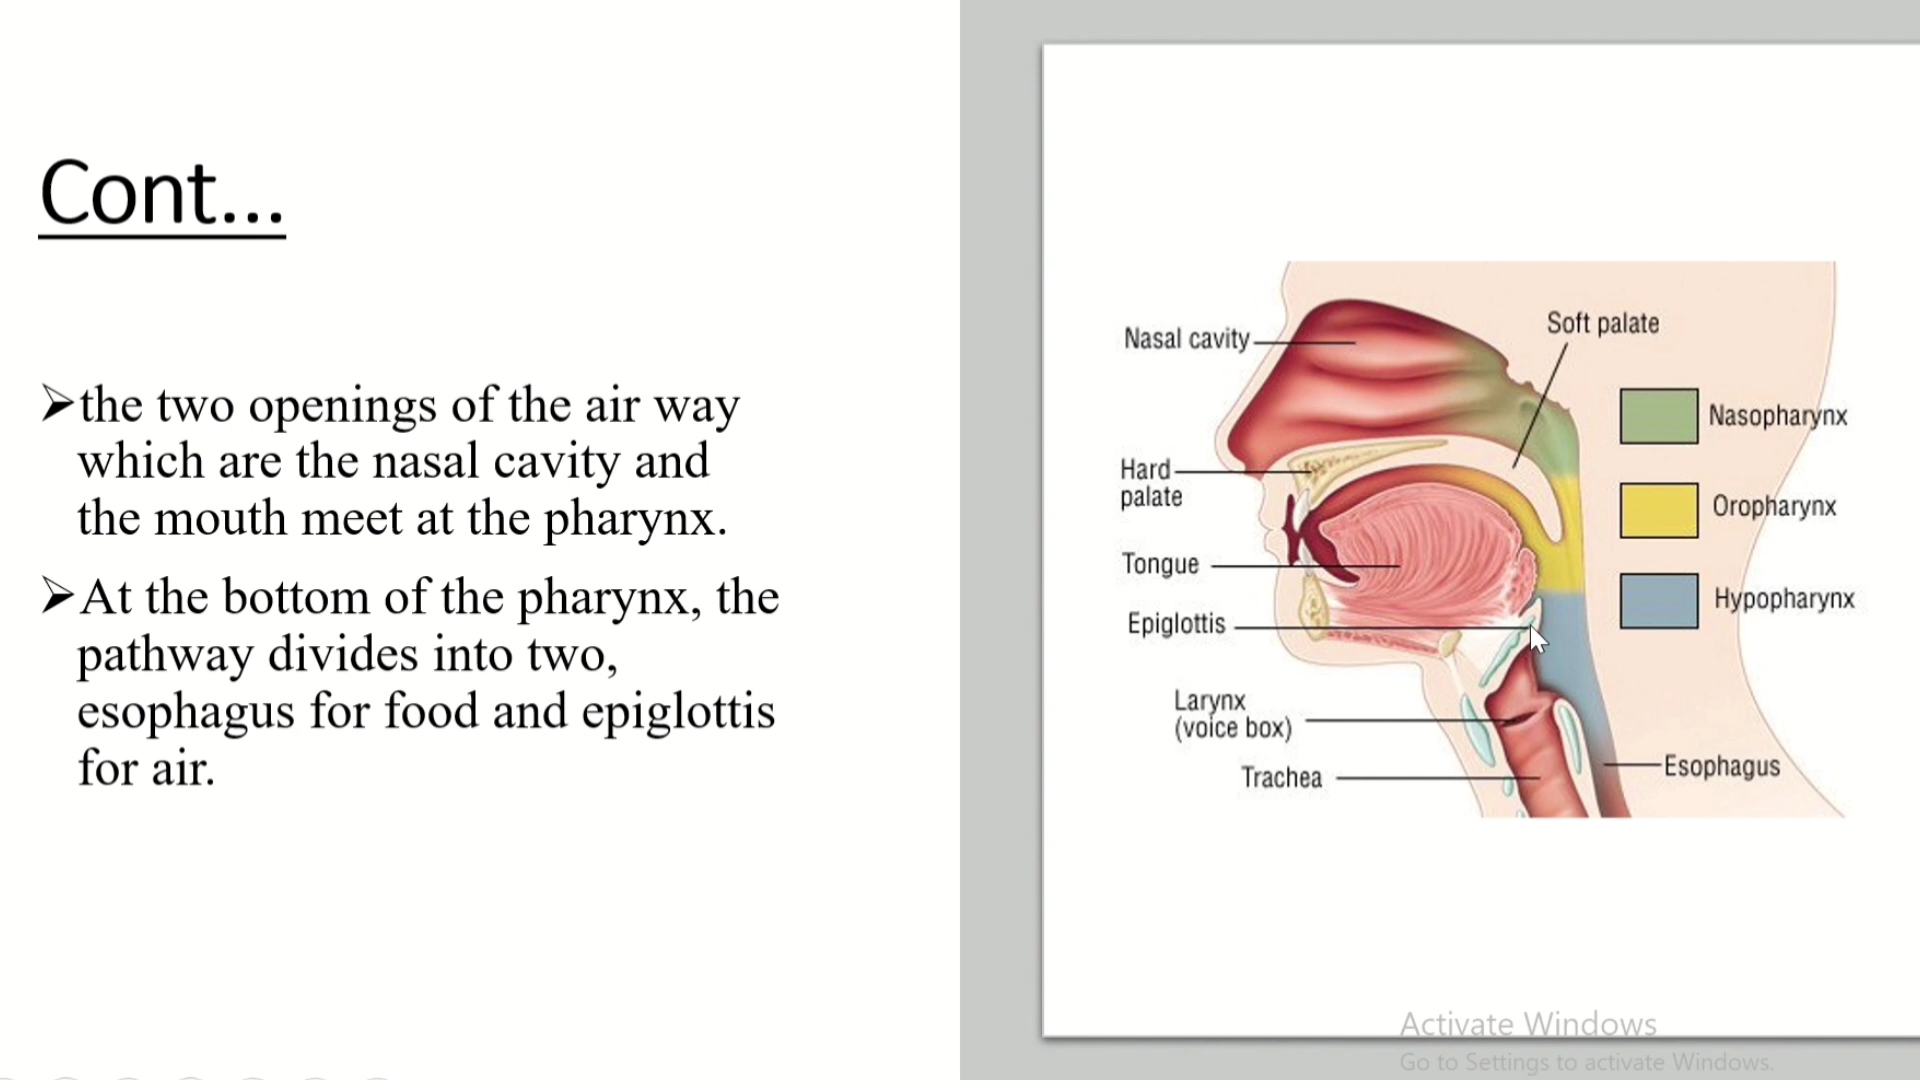 Cont...
➢the two openings of the air way
which are the nasal cavity and
the mouth meet at the pharynx.
➢At the bottom of the pharynx, the
pathway divides into two,
esophagus for food and epiglottis
for air.
Nasal cavity
Soft palate
Nasopharynx
Hard
palate
Oropharynx
Tongue
Hypopharynx
Epiglottis
Larynx
(voice box)
Esophagus
Trachea
Activate Windows
Go to Settings to activate Windows.